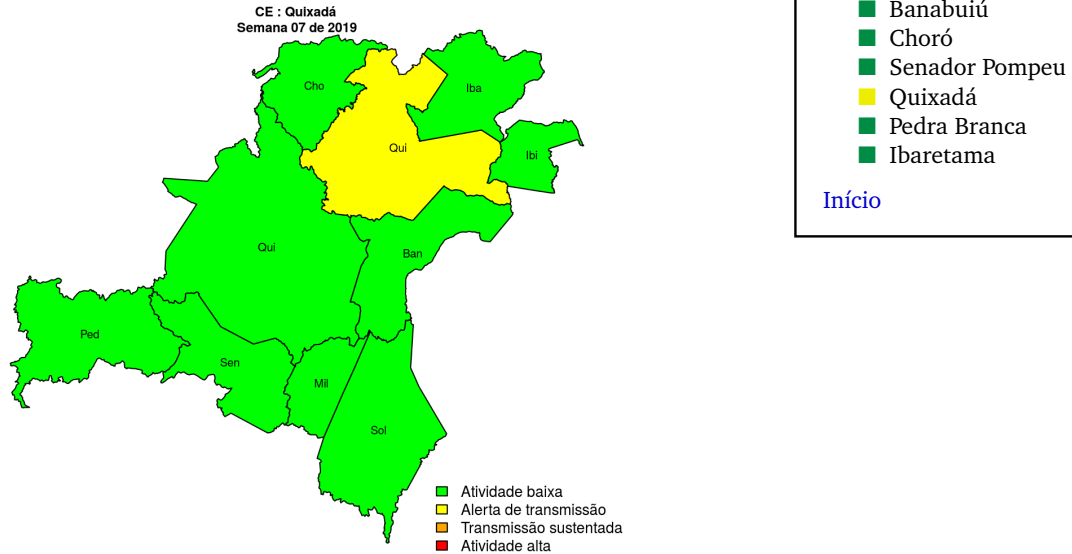 CE : Quixadá
Semana 07 de 2019
Cho
Iba
Qui
Ibi
Qui
Ban
Ped
Sen
Mil
Sol
Atividade baixa
Alerta de transmissão
Transmissão sustentada
Atividade alta
Banabuiú
Choró
Senador Pompeu
Quixadá
Pedra Branca
Ibaretama
Início